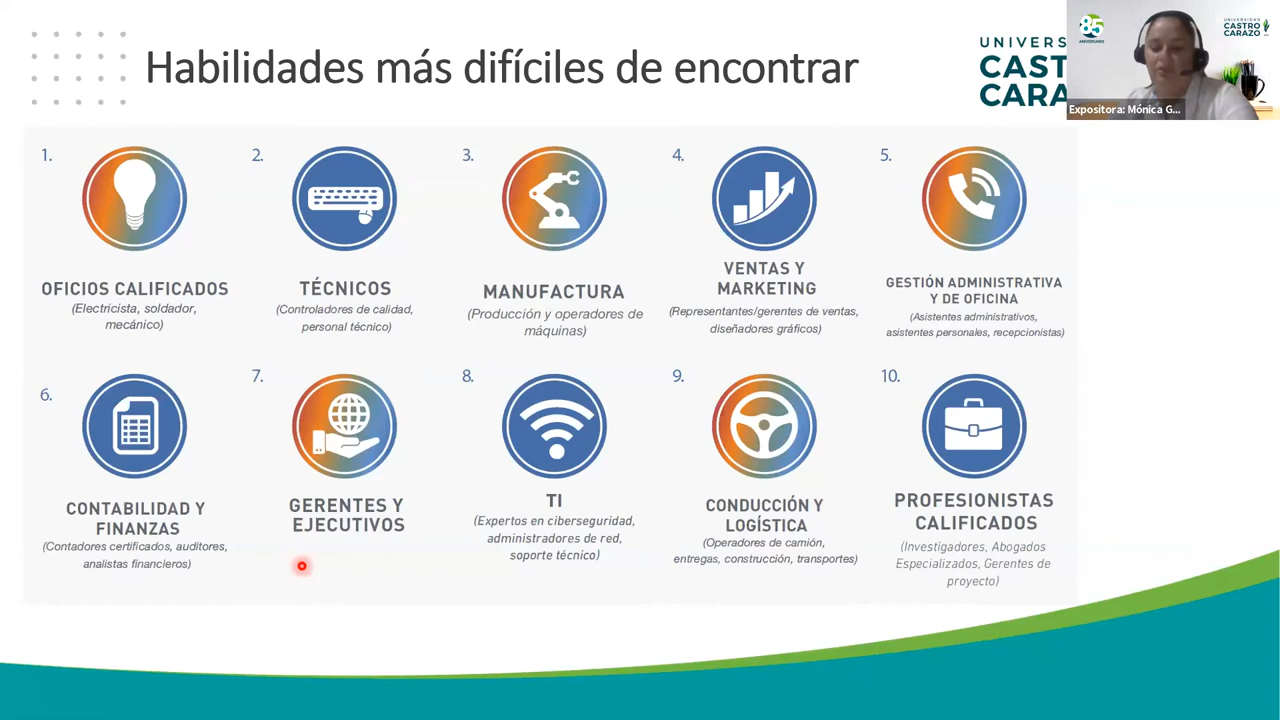 Habilidades más difíciles de encontrar
UNIVERS
CAST
CARA
85
ANIVERSARIO
UNIVERSIDAD
CASTRO
CARAZO
Expositora: Mónica G...
1.
OFICIOS CALIFICADOS
(Electricista, soldador,
mecánico)
2.
TÉCNICOS
(Controladores de calidad,
personal técnico)
3.
MANUFACTURA
(Producción y operadores de
máquinas)
4.
VENTAS Y
MARKETING
(Representantes/gerentes de ventas,
diseñadores gráficos)
5.
GESTIÓN ADMINISTRATIVA
Y DE OFICINA
(Asistentes administrativos,
asistentes personales, recepcionistas)
6.
CONTABILIDAD Y
FINANZAS
(Contadores certificados, auditores,
analistas financieros)
7.
GERENTES Y
EJECUTIVOS
8.
TI
(Expertos en ciberseguridad,
administradores de red,
soporte técnico)
9.
CONDUCCIÓN Y
LOGÍSTICA
(Operadores de camión,
entregas, construcción, transportes)
10.
PROFESIONISTAS
CALIFICADOS
(Investigadores, Abogados
Especializados, Gerentes de
proyecto)